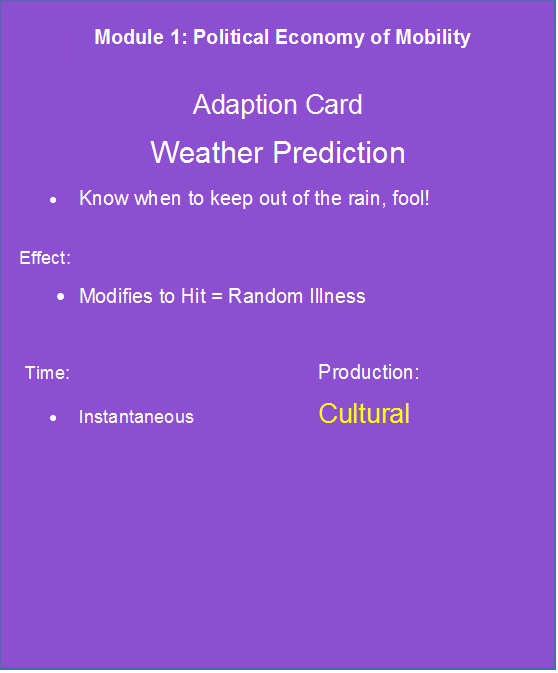 Module 1: Political Economy of Mobility
Adaption Card
Weather Prediction
• Know when to keep out of the rain, fool!
Effect:
• Modifies to Hit = Random Illness
Time:
Production:
• Instantaneous
Cultural